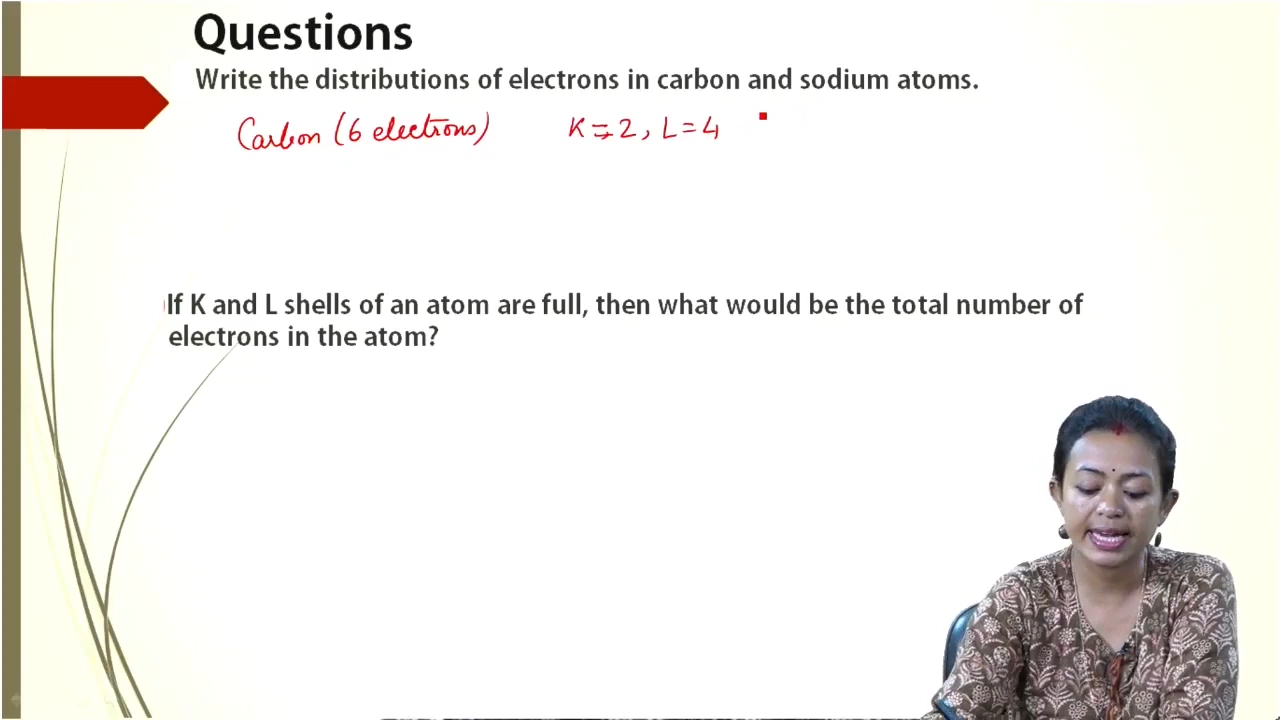 Questions
Write the distributions of electrons in carbon and sodium atoms.
Carbon (6 electrons) K = 2, L = 4
If K and L shells of an atom are full, then what would be the total number of
electrons in the atom?